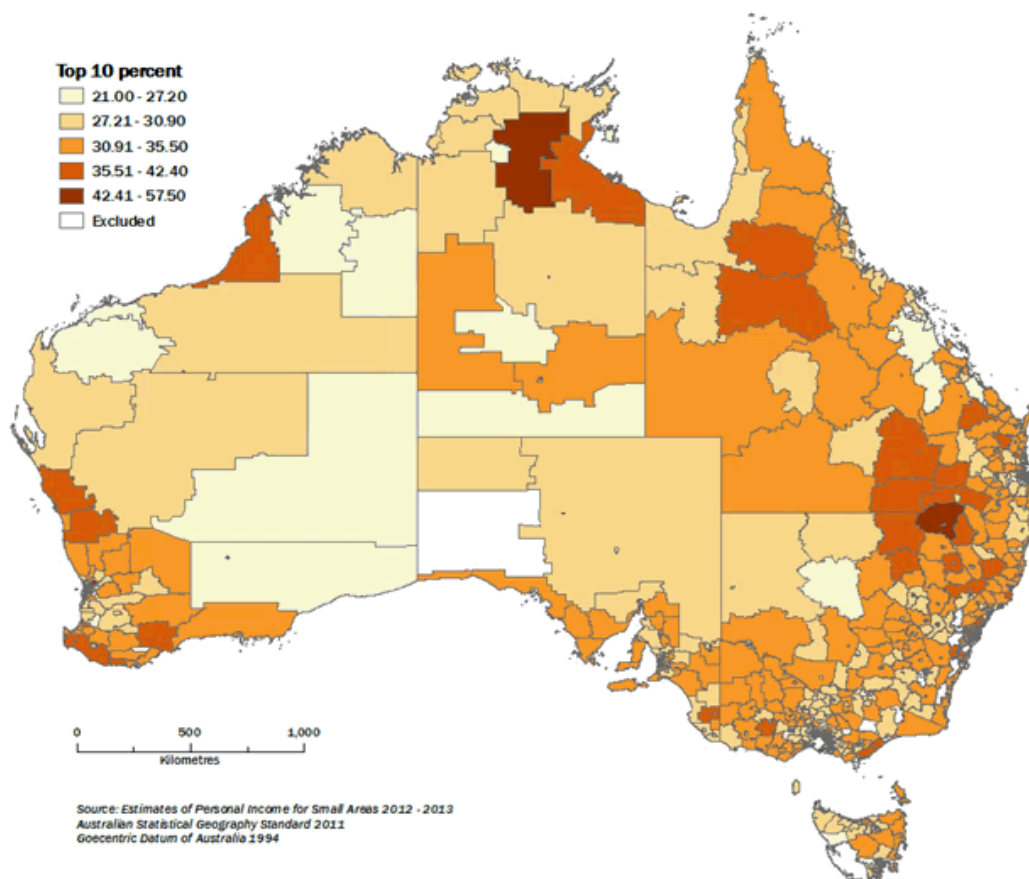 Top 10 percent
21.00 - 27.20
27.21 - 30.90
30.91 - 35.50
35.51 - 42.40
42.41 - 57.50
Excluded
0 500 1,000
Kilometres
Source: Estimates of Personal Income for Small Areas 2012 - 2013
Australian Statistical Geography Standard 2011
Goecentric Datum of Australia 1994